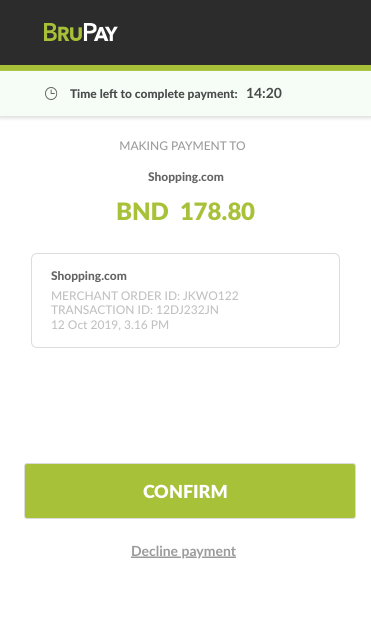 BRUPAY
Time left to complete payment: 14:20
MAKING PAYMENT TO
Shopping.com
BND 178.80
Shopping.com
MERCHANT ORDER ID: JKWO122
TRANSACTION ID: 12DJ232JN
12 Oct 2019, 3.16 PM
CONFIRM
Decline payment